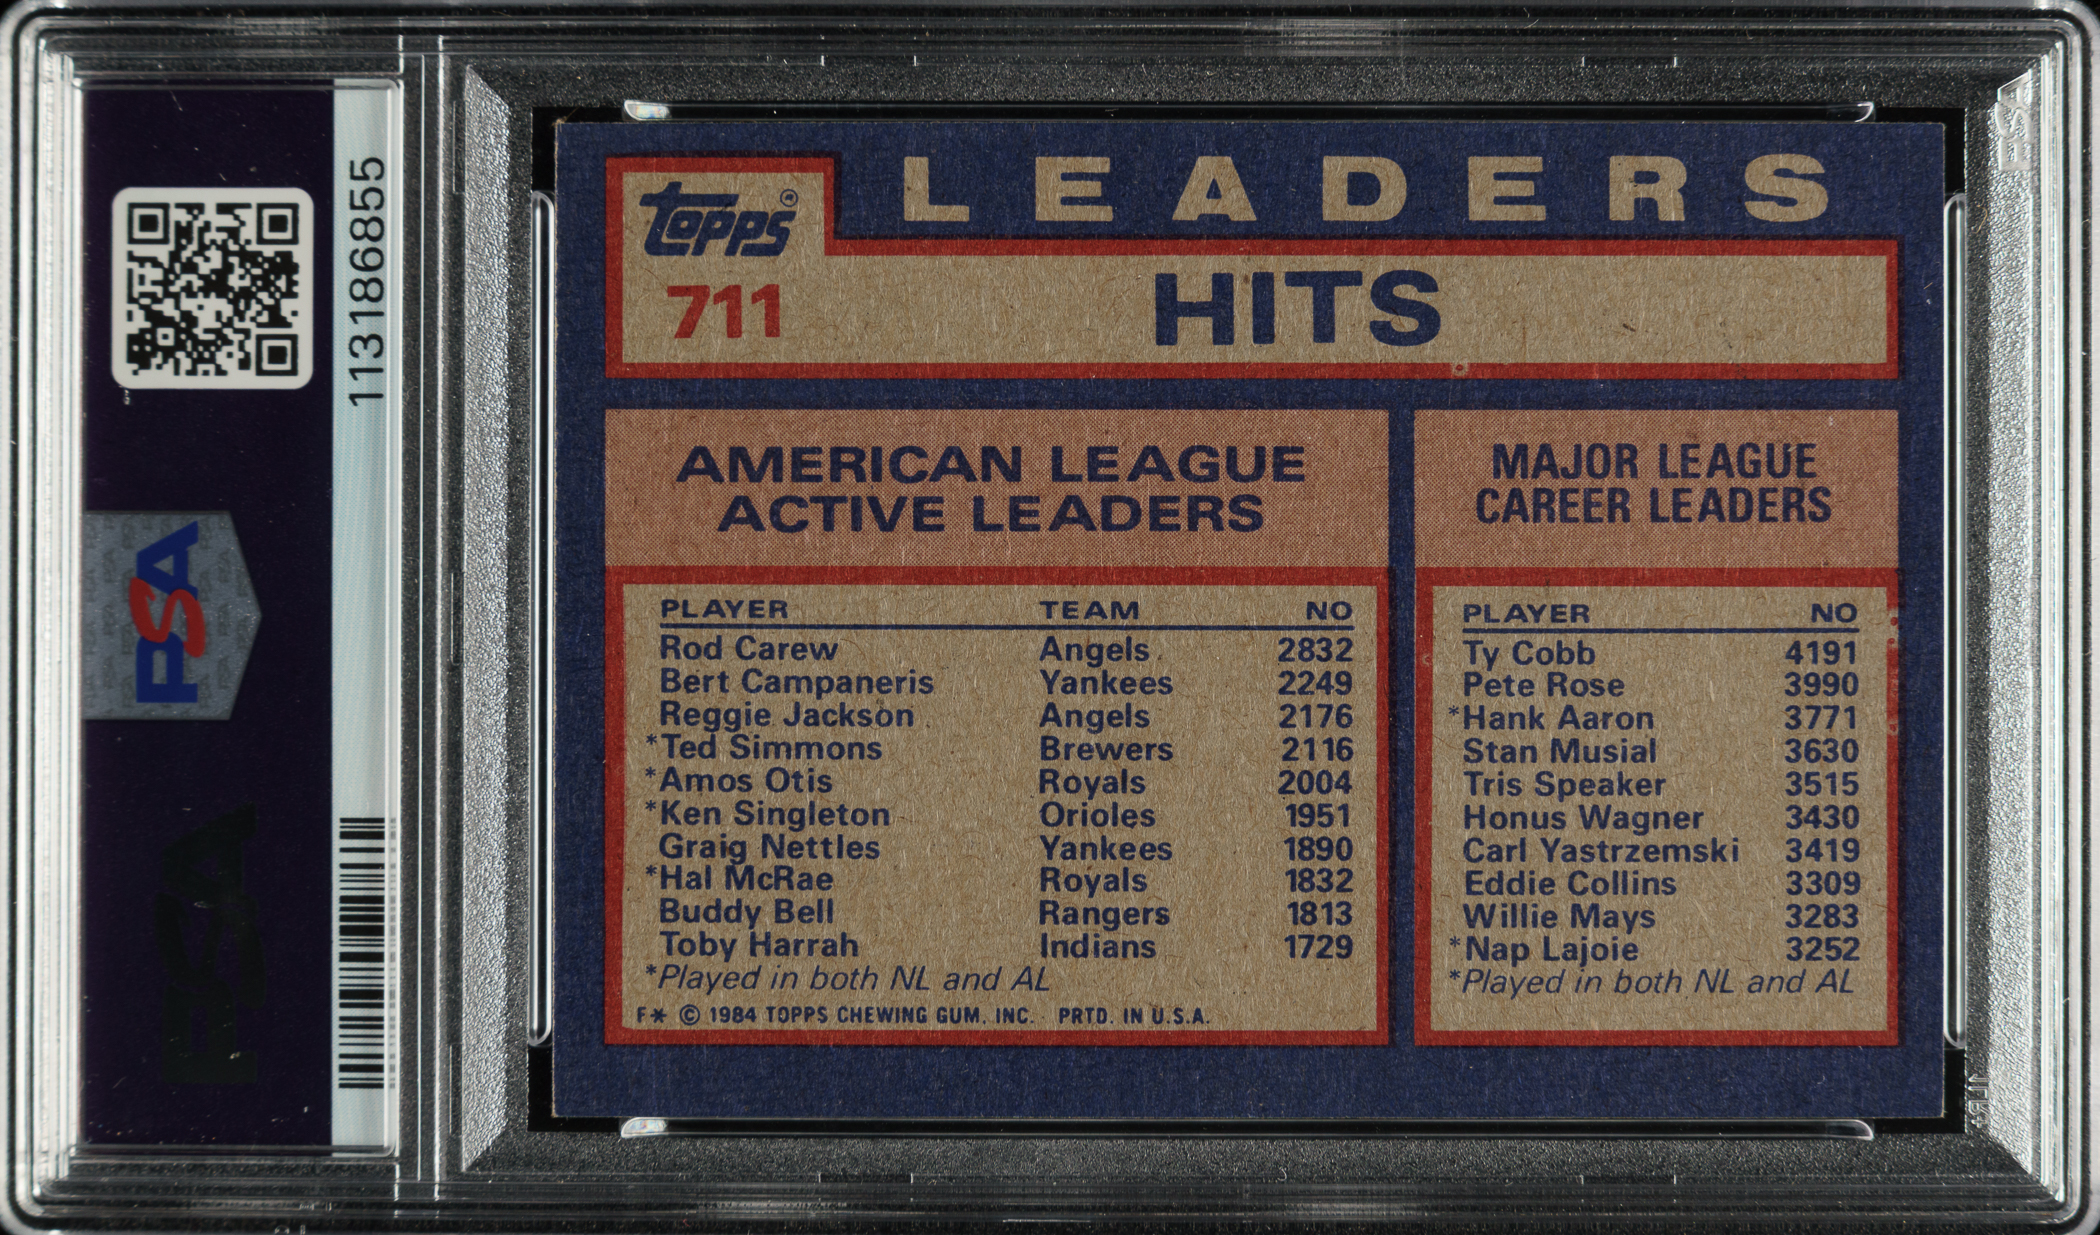 113186855
PSA
PSA
LEADERS
Topps®
711
HITS
AMERICAN LEAGUE
ACTIVE LEADERS
PLAYER TEAM NO
Rod Carew Angels 2832
Bert Campaneris Yankees 2249
Reggie Jackson Angels 2176
*Ted Simmons Brewers 2116
*Amos Otis Royals 2004
*Ken Singleton Orioles 1951
Graig Nettles Yankees 1890
*Hal McRae Royals 1832
Buddy Bell Rangers 1813
Toby Harrah Indians 1729
*Played in both NL and AL
F* © 1984 TOPPS CHEWING GUM, INC. PRTD. IN U.S.A.
MAJOR LEAGUE
CAREER LEADERS
PLAYER NO
Ty Cobb 4191
Pete Rose 3990
*Hank Aaron 3771
Stan Musial 3630
Tris Speaker 3515
Honus Wagner 3430
Carl Yastrzemski 3419
Eddie Collins 3309
Willie Mays 3283
*Nap Lajoie 3252
*Played in both NL and AL
PSA